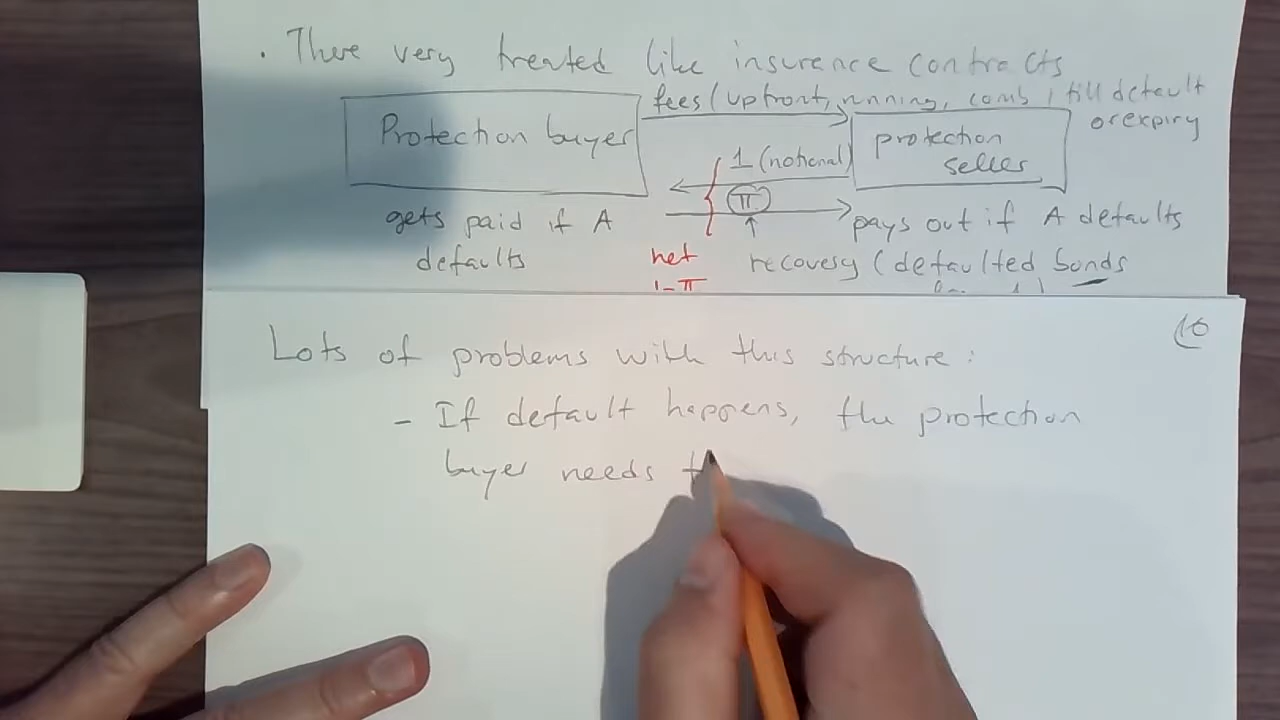 . There very treated like insurence contracts
fees (upfront, running, comb, till default
or expiry
Protection buyer
1 (notional)
protection
seller
π
gets paid if A
defaults
pays out if A defaults
net
1-π
recovery (defaulted bonds
10
Lots of problems with this structure :
- If default happens, the protection
buyer needs t